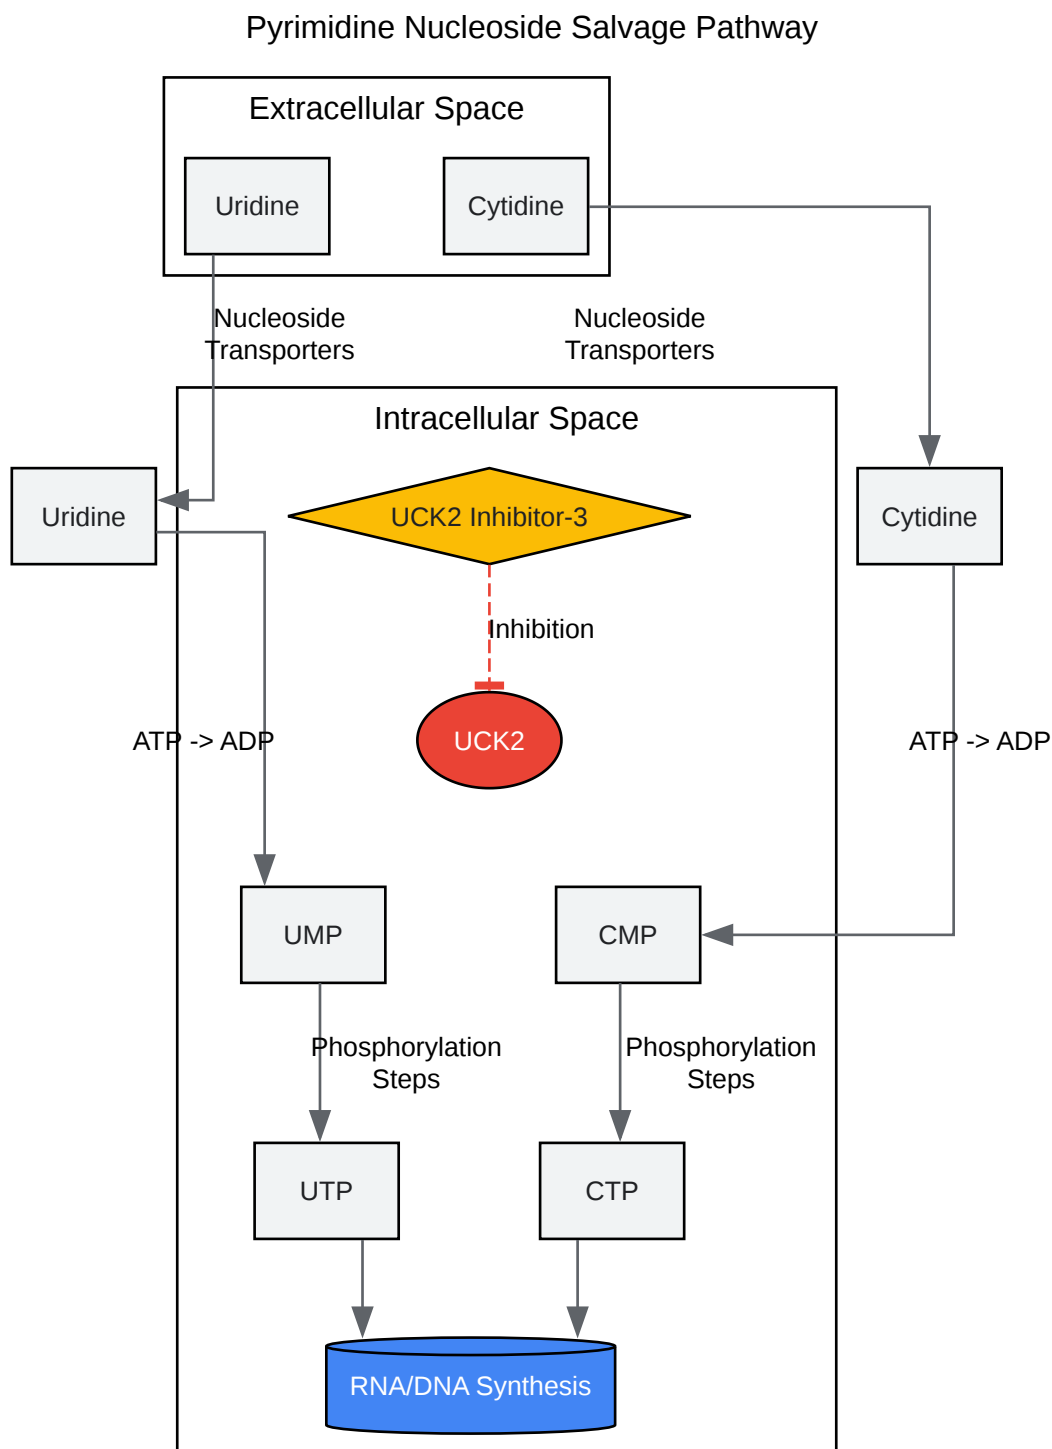 Pyrimidine Nucleoside Salvage Pathway
Extracellular Space
Uridine
Cytidine
Nucleoside
Transporters
Nucleoside
Transporters
Intracellular Space
Uridine
UCK2 Inhibitor-3
Cytidine
Inhibition
ATP -> ADP
UCK2
ATP -> ADP
UMP
CMP
Phosphorylation
Steps
Phosphorylation
Steps
UTP
CTP
RNA/DNA Synthesis